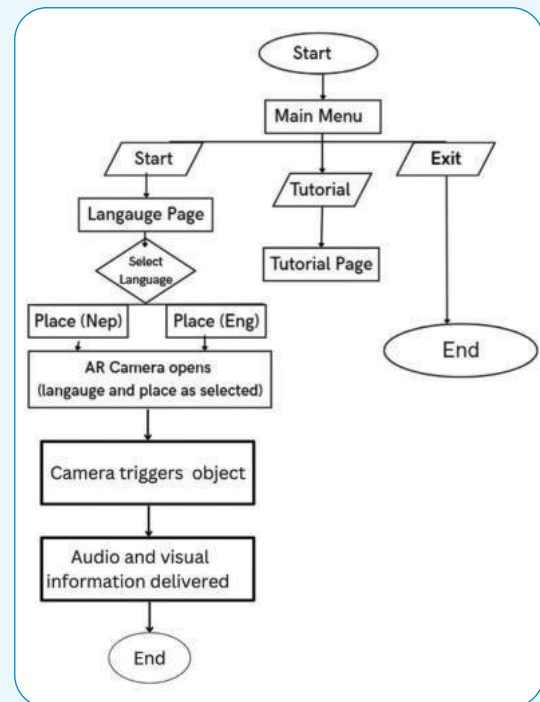 Start
Main Menu
Start
Tutorial
Exit
Langauge Page
Tutorial Page
Select
Language
Place (Nep)
Place (Eng)
End
AR Camera opens
(langauge and place as selected)
Camera triggers object
Audio and visual
information delivered
End